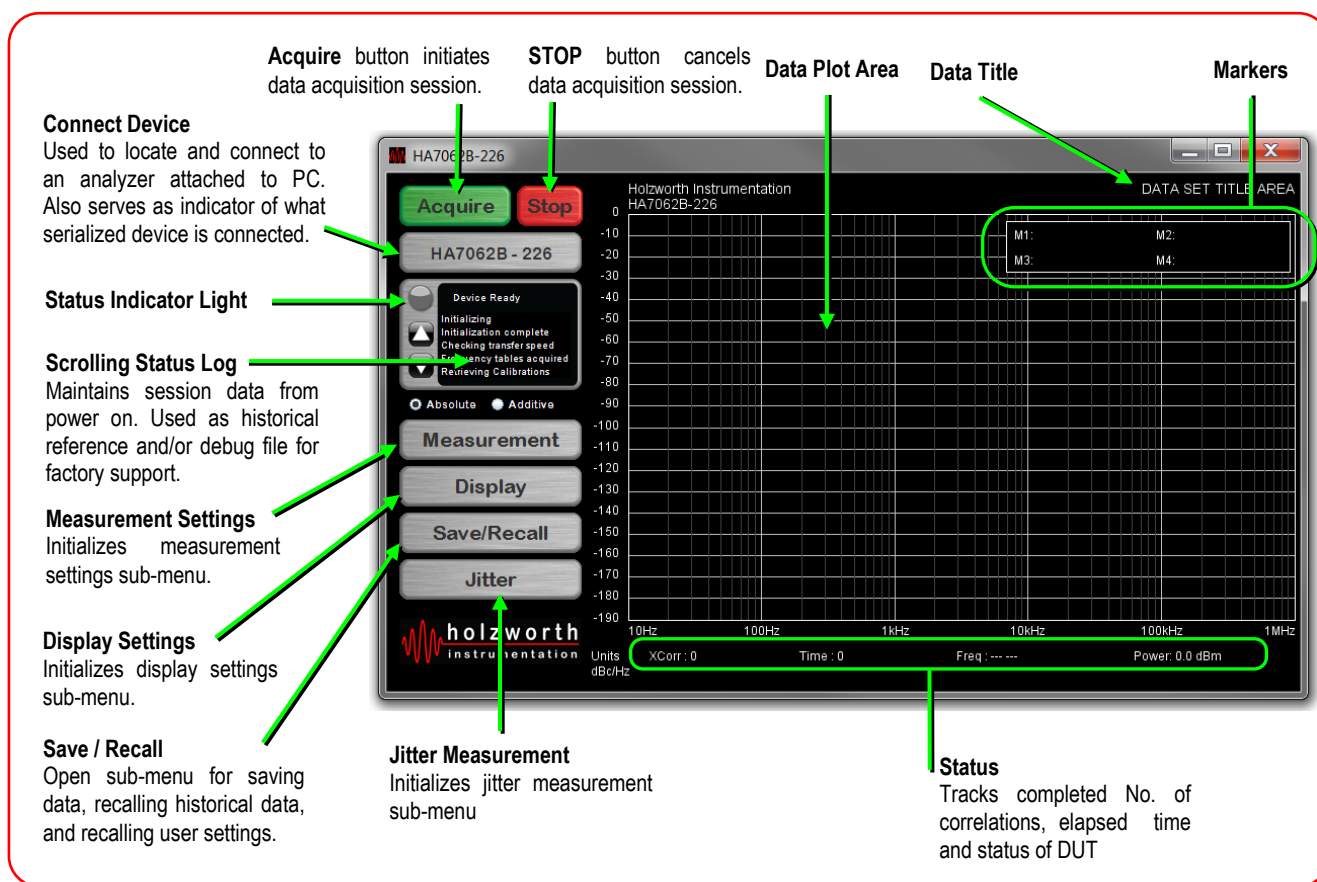 Acquire button initiates
data acquisition session.
STOP button cancels
data acquisition session.
Data Plot Area
Data Title
Markers
Connect Device
Used to locate and connect to
an analyzer attached to PC.
Also serves as indicator of what
serialized device is connected.
Status Indicator Light
Scrolling Status Log
Maintains session data from
power on. Used as historical
reference and/or debug file for
factory support.
Measurement Settings
Initializes measurement
settings sub-menu.
Display Settings
Initializes display settings
sub-menu.
Save / Recall
Open sub-menu for saving
data, recalling historical data,
and recalling user settings.
HA7062B-226
Acquire
Stop
HA7062B - 226
Device Ready
Initializing
Initialization complete
Checking transfer speed
Frequency tables acquired
Retrieving Calibrations
Absolute
Additive
Measurement
Display
Save/Recall
Jitter
holzworth
instrumentation
Holzworth Instrumentation
HA7062B-226
DATA SET TITLE AREA
M1: M2:
M3: M4:
0
-10
-20
-30
-40
-50
-60
-70
-80
-90
-100
-110
-120
-130
-140
-150
-160
-170
-180
-190
10Hz 100Hz 1kHz 10kHz 100kHz 1MHz
Units
dBc/Hz
XCorr : 0 Time : 0 Freq : --- --- Power: 0.0 dBm
Jitter Measurement
Initializes jitter measurement
sub-menu
Status
Tracks completed No. of
correlations, elapsed time
and status of DUT